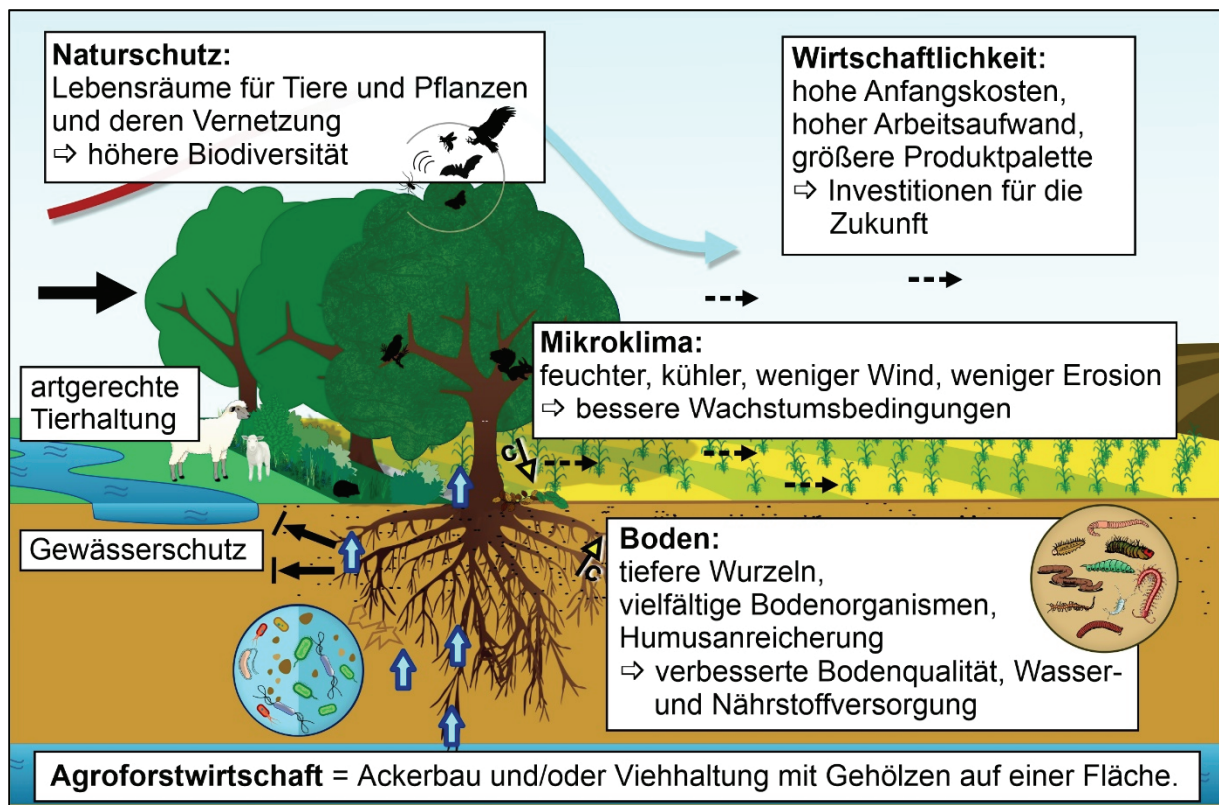 Naturschutz:
Lebensräume für Tiere und Pflanzen
und deren Vernetzung
⇨ höhere Biodiversität
Wirtschaftlichkeit:
hohe Anfangskosten,
hoher Arbeitsaufwand,
größere Produktpalette
⇨ Investitionen für die
Zukunft
Mikroklima:
feuchter, kühler, weniger Wind, weniger Erosion
⇨ bessere Wachstumsbedingungen
artgerechte
Tierhaltung
C
Gewässerschutz
C
Boden:
tiefere Wurzeln,
vielfältige Bodenorganismen,
Humusanreicherung
⇨ verbesserte Bodenqualität, Wasser-
und Nährstoffversorgung
Agroforstwirtschaft = Ackerbau und/oder Viehhaltung mit Gehölzen auf einer Fläche.